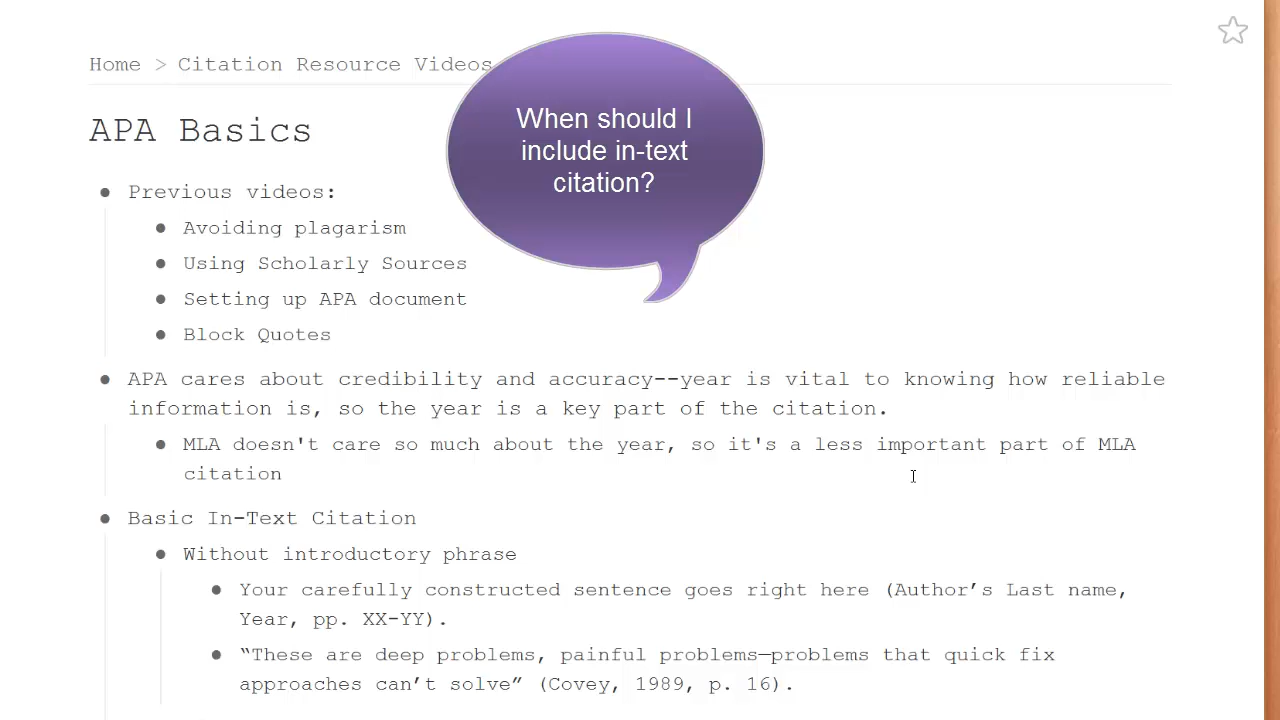 Home > Citation Resource Videos
When should I
include in-text
citation?
APA Basics
● Previous videos:
● Avoiding plagarism
● Using Scholarly Sources
● Setting up APA document
● Block Quotes
● APA cares about credibility and accuracy--year is vital to knowing how reliable
information is, so the year is a key part of the citation.
● MLA doesn't care so much about the year, so it's a less important part of MLA
citation
● Basic In-Text Citation
● Without introductory phrase
● Your carefully constructed sentence goes right here (Author’s Last name,
Year, pp. XX-YY).
● “These are deep problems, painful problems—problems that quick fix
approaches can’t solve” (Covey, 1989, p. 16).